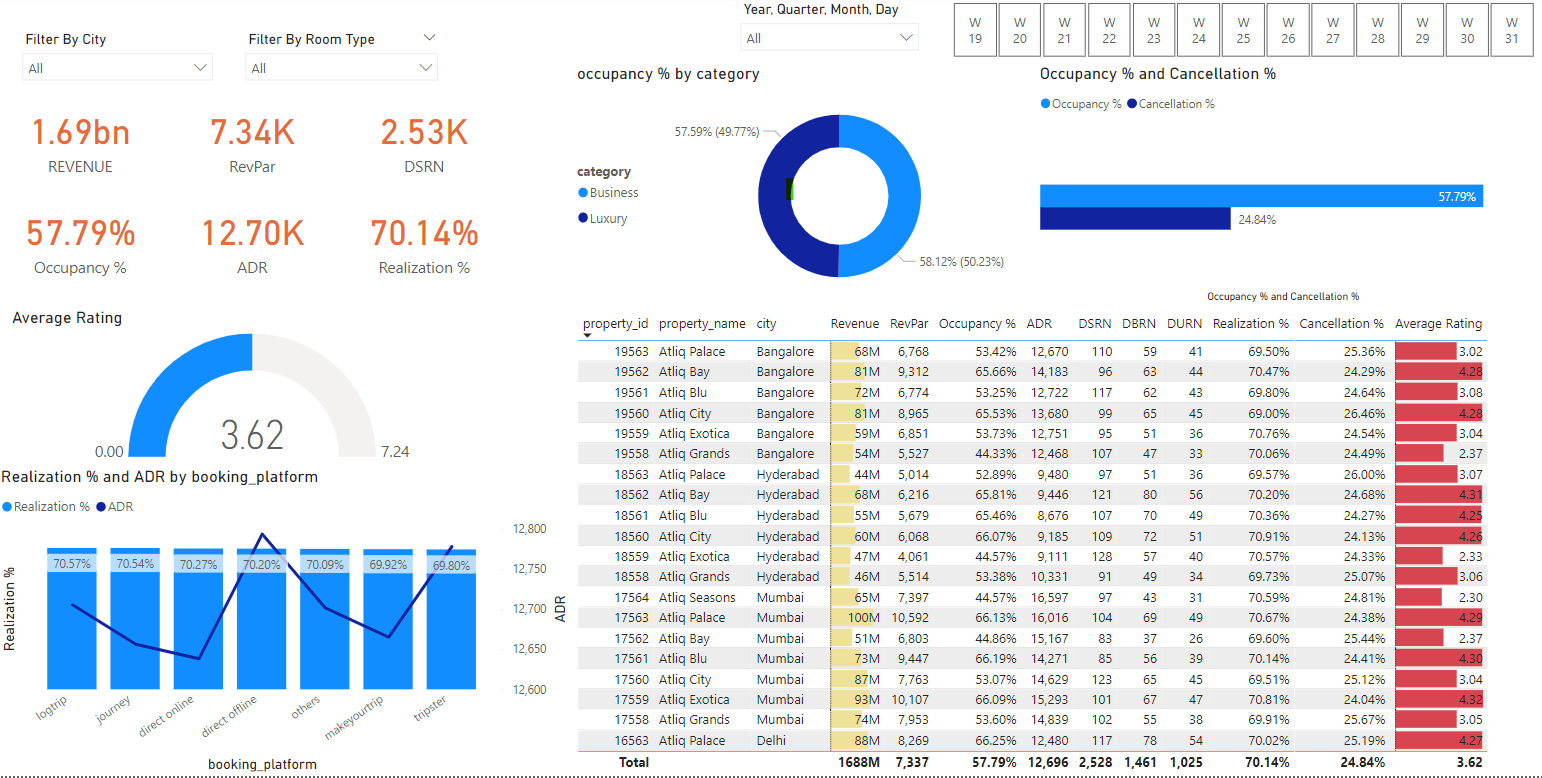 Filter By City
All
Filter By Room Type
All
Year, Quarter, Month, Day
All
W 19
W 20
W 21
W 22
W 23
W 24
W 25
W 26
W 27
W 28
W 29
W 30
W 31
1.69bn
REVENUE
7.34K
RevPar
2.53K
DSRN
57.79%
Occupancy %
12.70K
ADR
70.14%
Realization %
occupancy % by category
57.59% (49.77%)
category
Business
Luxury
58.12% (50.23%)
Occupancy % and Cancellation %
Occupancy % Cancellation %
57.79%
24.84%
Occupancy % and Cancellation %
Average Rating
0.00
3.62
7.24
Realization % and ADR by booking_platform
Realization % ADR
Realization %
70.57% 70.54% 70.27% 70.20% 70.09% 69.92% 69.80%
12,800
12,750
12,700
12,650
12,600
ADR
logtrip journey direct online direct offline others makeyourtrip tripster
booking_platform
property_id property_name city Revenue RevPar Occupancy % ADR DSRN DBRN DURN Realization % Cancellation % Average Rating
19563 Atliq Palace Bangalore 68M 6,768 53.42% 12,670 110 59 41 69.50% 25.36% 3.02
19562 Atliq Bay Bangalore 81M 9,312 65.66% 14,183 96 63 44 70.47% 24.29% 4.28
19561 Atliq Blu Bangalore 72M 6,774 53.25% 12,722 117 62 43 69.80% 24.64% 3.08
19560 Atliq City Bangalore 81M 8,965 65.53% 13,680 99 65 45 69.00% 26.46% 4.28
19559 Atliq Exotica Bangalore 59M 6,851 53.73% 12,751 95 51 36 70.76% 24.54% 3.04
19558 Atliq Grands Bangalore 54M 5,527 44.33% 12,468 107 47 33 70.06% 24.49% 2.37
18563 Atliq Palace Hyderabad 44M 5,014 52.89% 9,480 97 51 36 69.57% 26.00% 3.07
18562 Atliq Bay Hyderabad 68M 6,216 65.81% 9,446 121 80 56 70.20% 24.68% 4.31
18561 Atliq Blu Hyderabad 55M 5,679 65.46% 8,676 107 70 49 70.36% 24.27% 4.25
18560 Atliq City Hyderabad 60M 6,068 66.07% 9,185 109 72 51 70.91% 24.13% 4.26
18559 Atliq Exotica Hyderabad 47M 4,061 44.57% 9,111 128 57 40 70.57% 24.33% 2.33
18558 Atliq Grands Hyderabad 46M 5,514 53.38% 10,331 91 49 34 69.73% 25.07% 3.06
17564 Atliq Seasons Mumbai 65M 7,397 44.57% 16,597 97 43 31 70.59% 24.81% 2.30
17563 Atliq Palace Mumbai 100M 10,592 66.13% 16,016 104 69 49 70.67% 24.38% 4.29
17562 Atliq Bay Mumbai 51M 6,803 44.86% 15,167 83 37 26 69.60% 25.44% 2.37
17561 Atliq Blu Mumbai 73M 9,447 66.19% 14,271 85 56 39 70.14% 24.41% 4.30
17560 Atliq City Mumbai 87M 7,763 53.07% 14,629 123 65 45 69.51% 25.12% 3.04
17559 Atliq Exotica Mumbai 93M 10,107 66.09% 15,293 101 67 47 70.81% 24.04% 4.32
17558 Atliq Grands Mumbai 74M 7,953 53.60% 14,839 102 55 38 69.91% 25.67% 3.05
16563 Atliq Palace Delhi 88M 8,269 66.25% 12,480 117 78 54 70.02% 25.19% 4.27
Total 1688M 7,337 57.79% 12,696 2,528 1,461 1,025 70.14% 24.84% 3.62